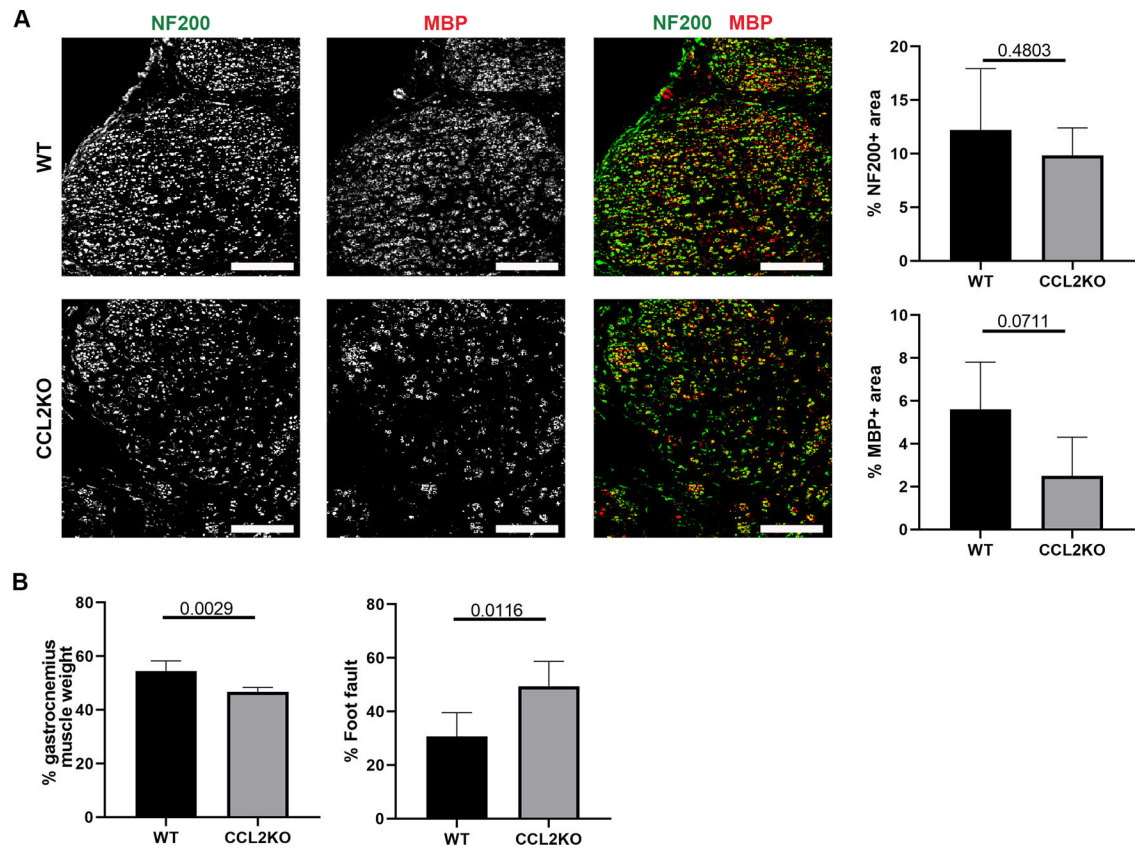 A
NF200
MBP
NF200 MBP
WT
CCL2KO
% NF200+ area
20
15
10
5
0
0.4803
WT
CCL2KO
% MBP+ area
10
8
6
4
2
0
0.0711
WT
CCL2KO
B
% gastrocnemius
muscle weight
80
60
40
20
0
0.0029
WT
CCL2KO
% Foot fault
80
60
40
20
0
0.0116
WT
CCL2KO